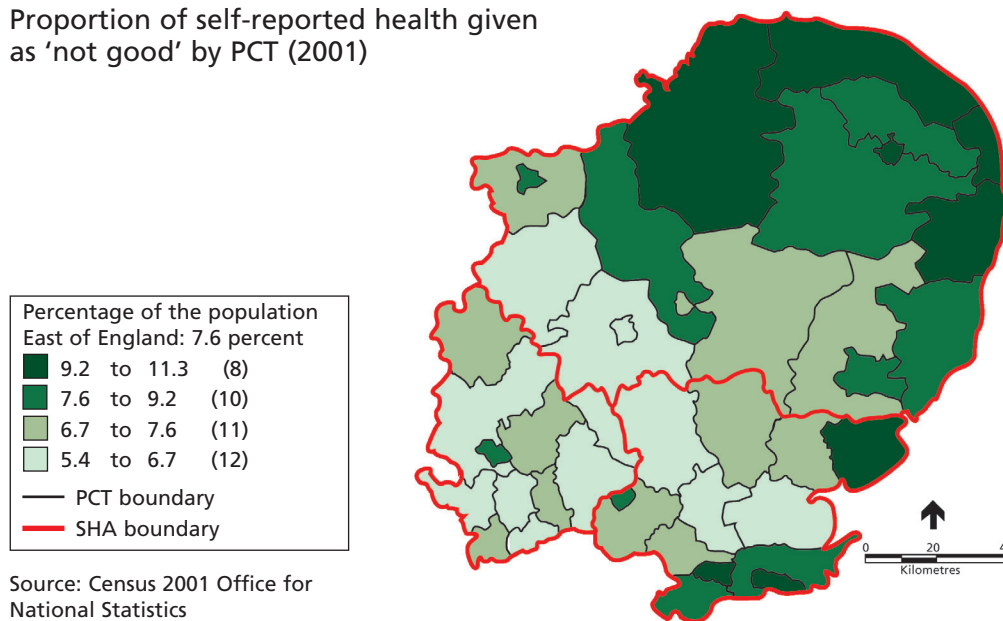 Proportion of self-reported health given
as ‘not good’ by PCT (2001)
Percentage of the population
East of England: 7.6 percent
9.2 to 11.3 (8)
7.6 to 9.2 (10)
6.7 to 7.6 (11)
5.4 to 6.7 (12)
PCT boundary
SHA boundary
0 20 4
Kilometres
Source: Census 2001 Office for
National Statistics